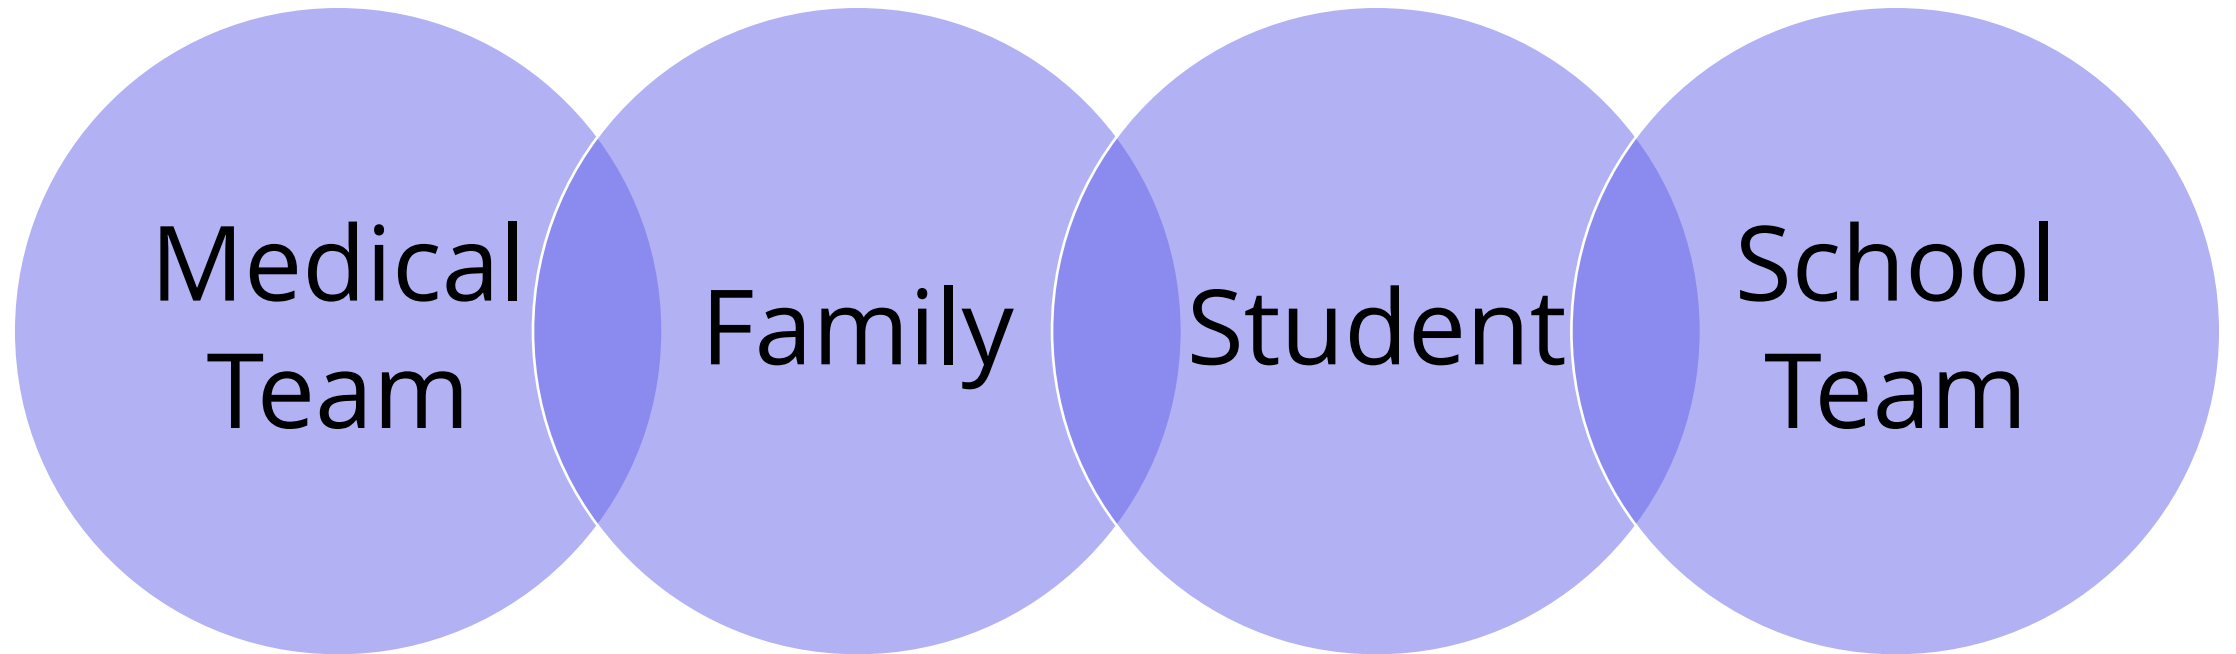 Medical
Team
Family
Student
School
Team